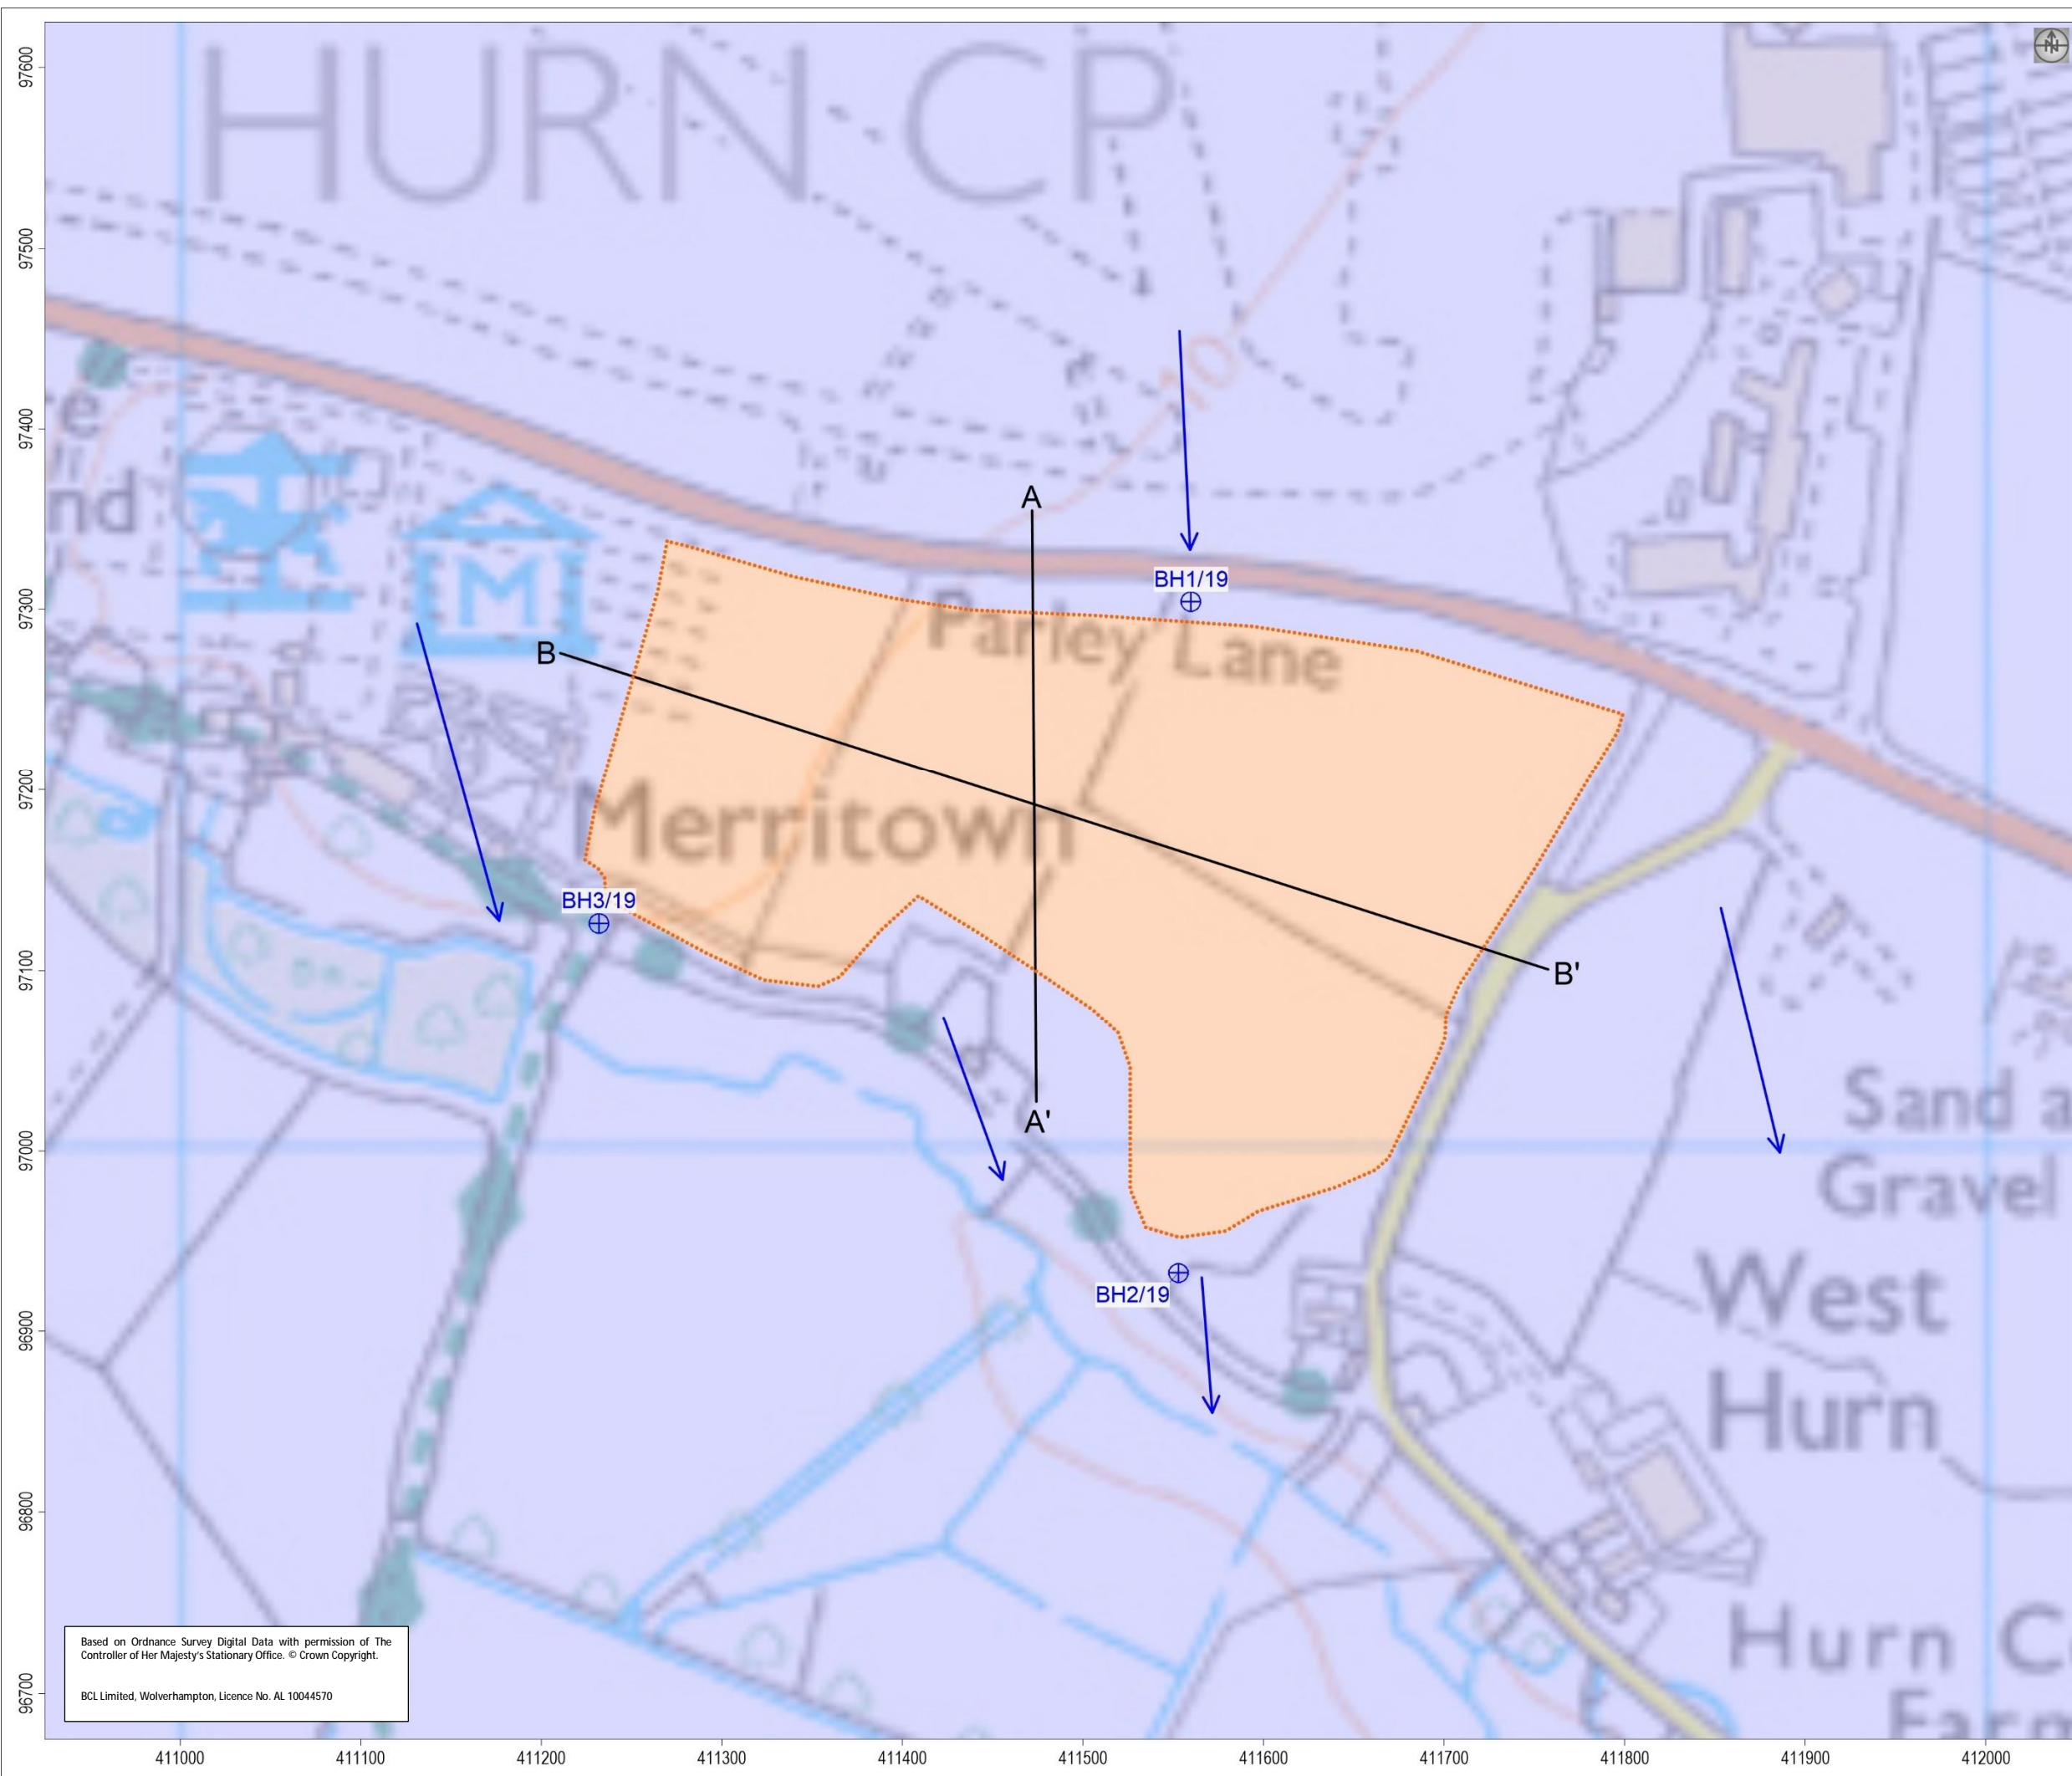 HURN CP
N
97600
97500
97400
97300
97200
97100
97000
96900
96800
96700
10
e
nd
M
A
BH1/19
Parley Lane
B
Merritown
BH3/19
B'
A'
Sand a
Gravel
BH2/19
West
Hurn
Hurn C
Farm
Based on Ordnance Survey Digital Data with permission of The
Controller of Her Majesty's Stationary Office. © Crown Copyright.
BCL Limited, Wolverhampton, Licence No. AL 10044570
411000 411100 411200 411300 411400 411500 411600 411700 411800 411900 412000